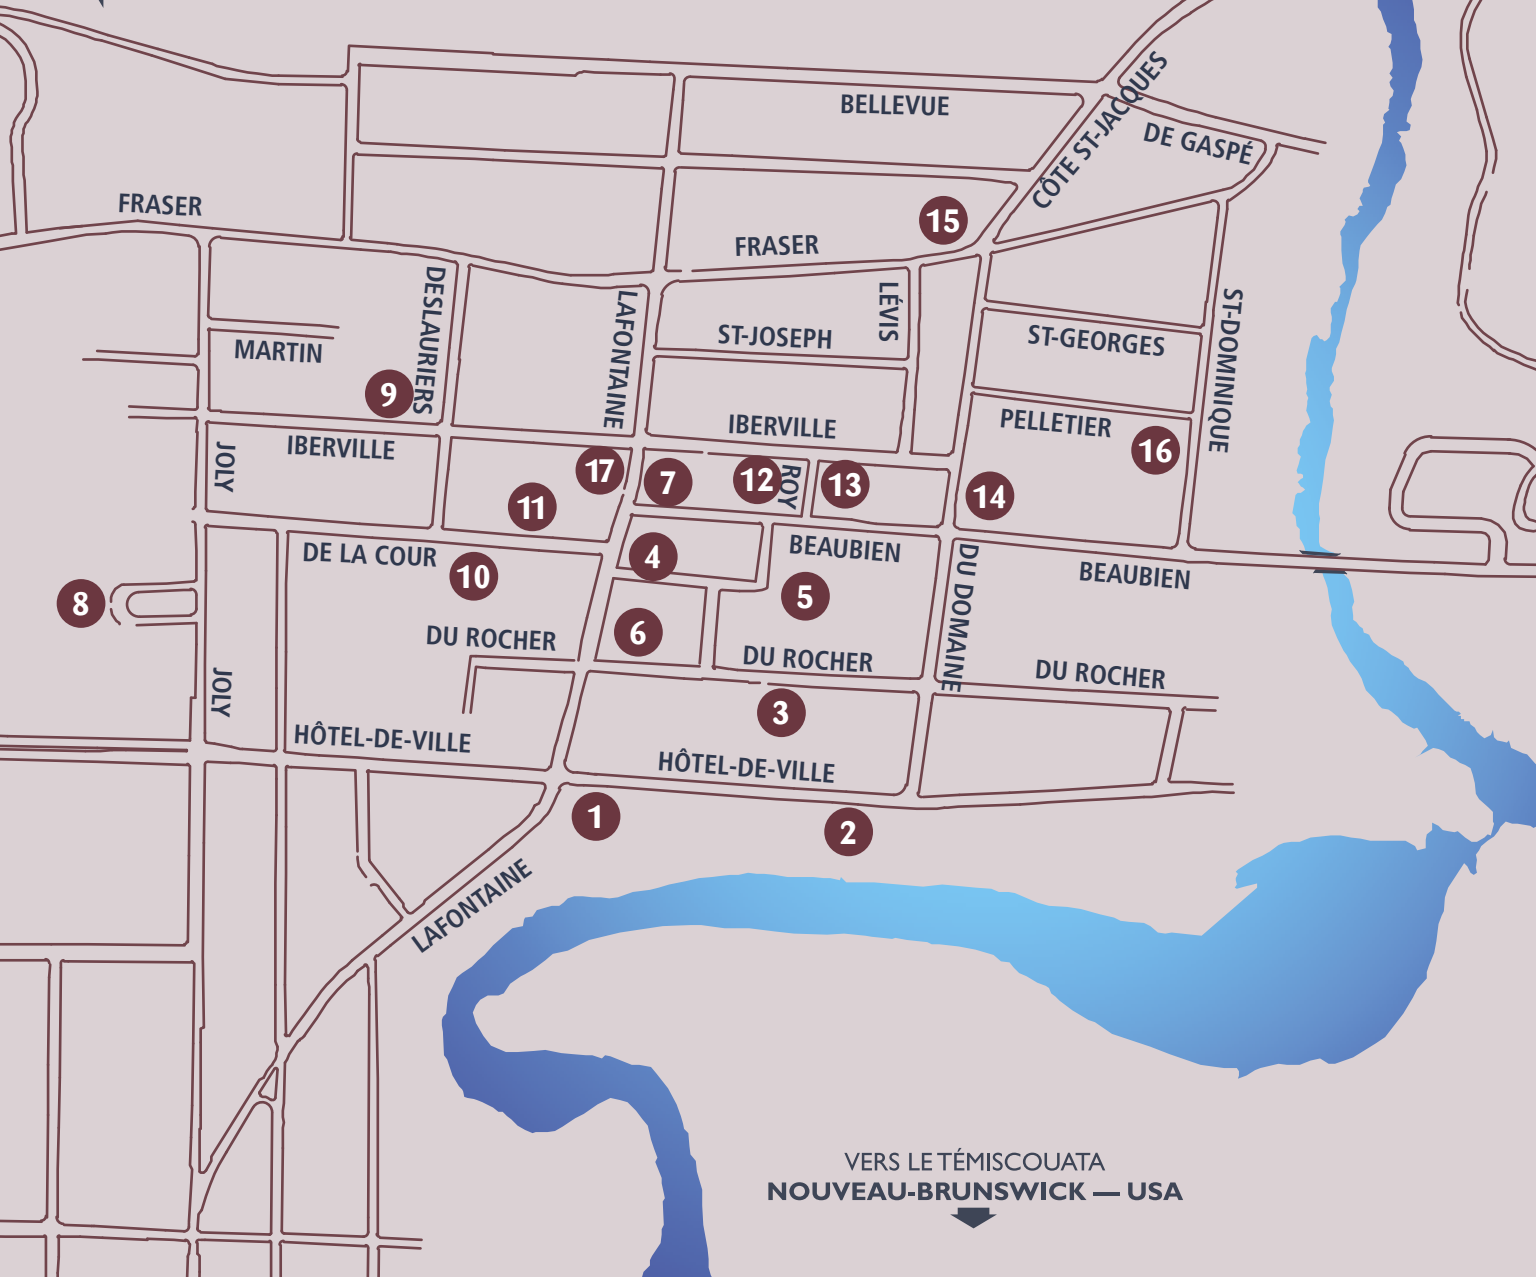 BELLEVUE
CÔTE ST-JACQUES
DE GASPÉ
FRASER
15
FRASER
DESLAURIERS
LAFONTAINE
LÉVIS
ST-DOMINIQUE
MARTIN
ST-JOSEPH
ST-GEORGES
9
IBERVILLE
PELLETIER
IBERVILLE
JOLY
16
17
7
12
ROY
13
14
11
DE LA COUR
4
BEAUBIEN
DU DOMAINE
BEAUBIEN
10
8
5
6
DU ROCHER
DU ROCHER
DU ROCHER
JOLY
3
HÔTEL-DE-VILLE
HÔTEL-DE-VILLE
1
2
LAFONTAINE
VERS LE TÉMISCOUATA
NOUVEAU-BRUNSWICK — USA